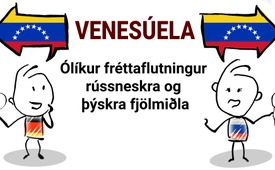 VENESÚELA
Ólíkur fréttaflutningur
rússneskra og
þýskra fjölmiðla